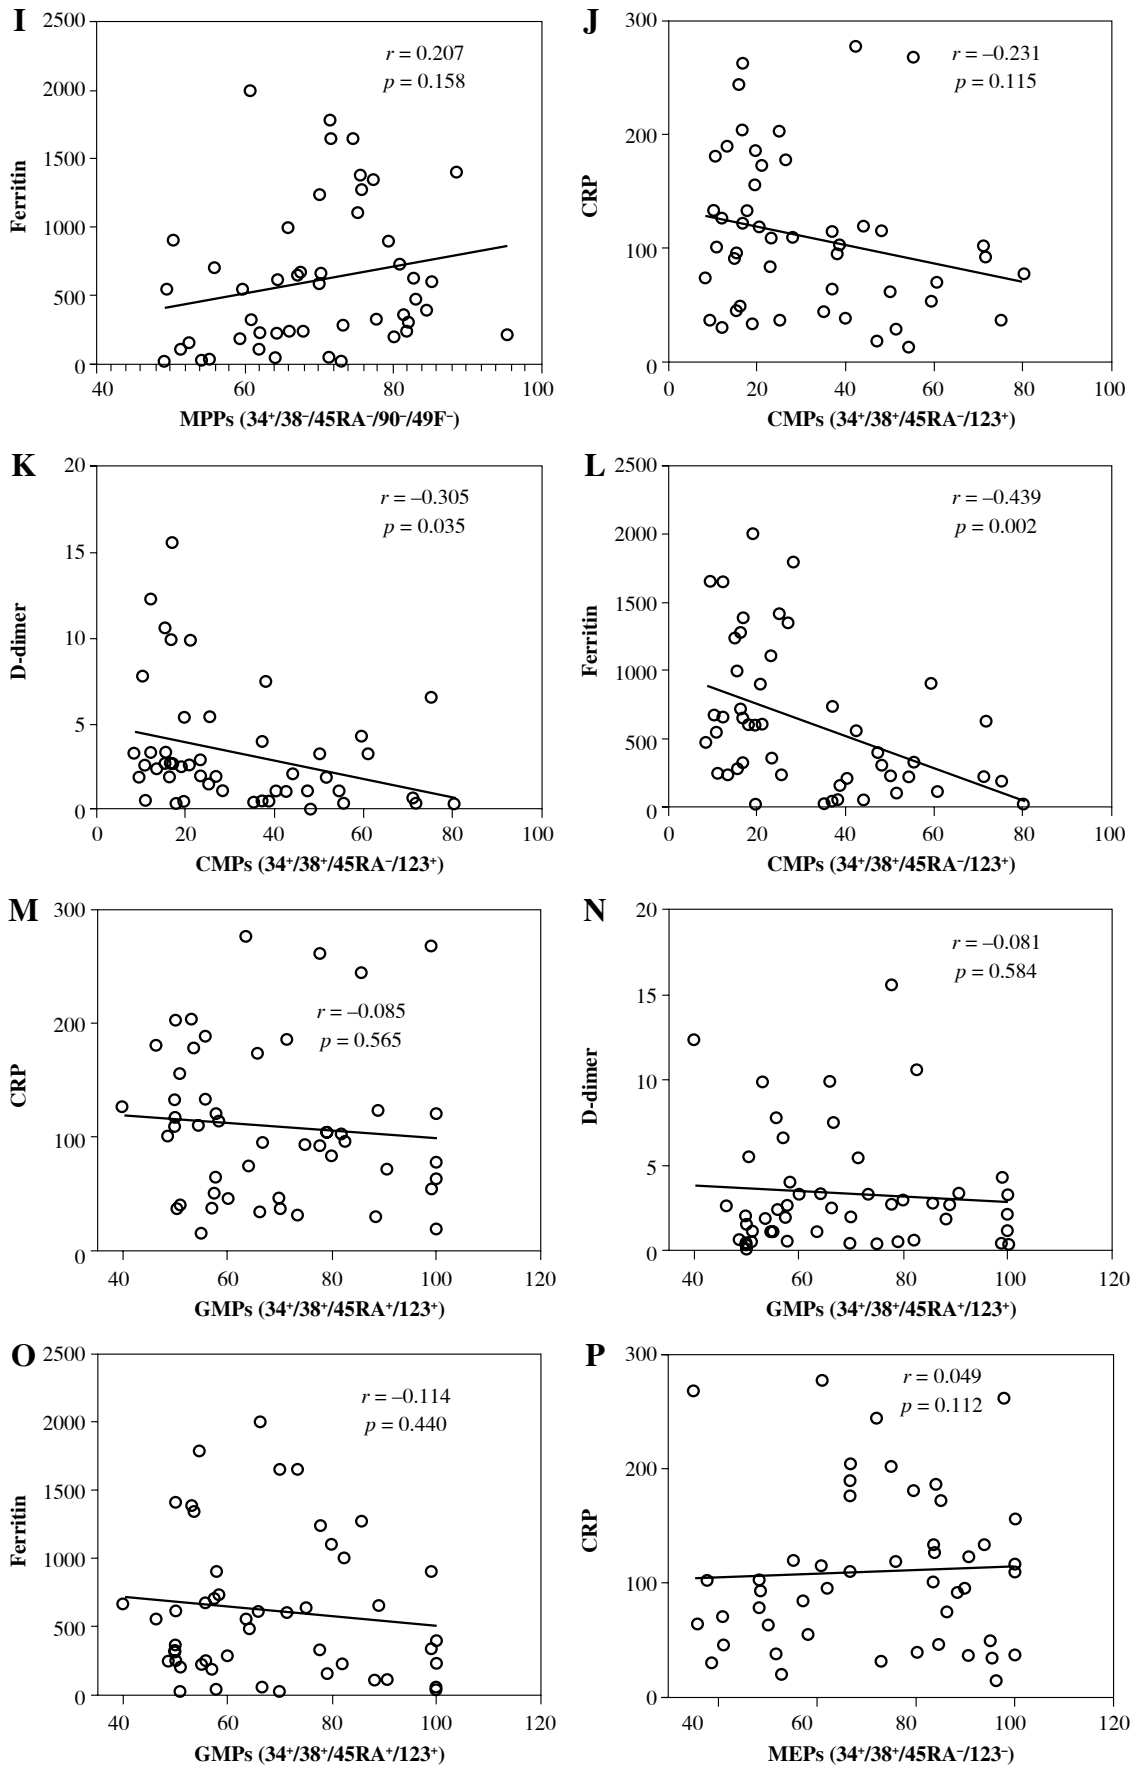 I
2500
2000
1500
1000
500
0
Ferritin
r = 0.207
p = 0.158
40 60 80 100
MPPs (34⁺/38⁻/45RA⁻/90⁻/49F⁻)
J
300
200
100
0
CRP
r = –0.231
p = 0.115
0 20 40 60 80 100
CMPs (34⁺/38⁺/45RA⁻/123⁺)
K
20
15
10
5
0
D-dimer
r = –0.305
p = 0.035
0 20 40 60 80 100
CMPs (34⁺/38⁺/45RA⁻/123⁺)
L
2500
2000
1500
1000
500
0
Ferritin
r = –0.439
p = 0.002
0 20 40 60 80 100
CMPs (34⁺/38⁺/45RA⁻/123⁺)
M
300
200
100
0
CRP
r = –0.085
p = 0.565
40 60 80 100 120
GMPs (34⁺/38⁺/45RA⁺/123⁺)
N
20
15
10
5
0
D-dimer
r = –0.081
p = 0.584
40 60 80 100 120
GMPs (34⁺/38⁺/45RA⁺/123⁺)
O
2500
2000
1500
1000
500
0
Ferritin
r = –0.114
p = 0.440
40 60 80 100 120
GMPs (34⁺/38⁺/45RA⁺/123⁺)
P
300
200
100
0
CRP
r = 0.049
p = 0.112
40 60 80 100 120
MEPs (34⁺/38⁺/45RA⁻/123⁻)